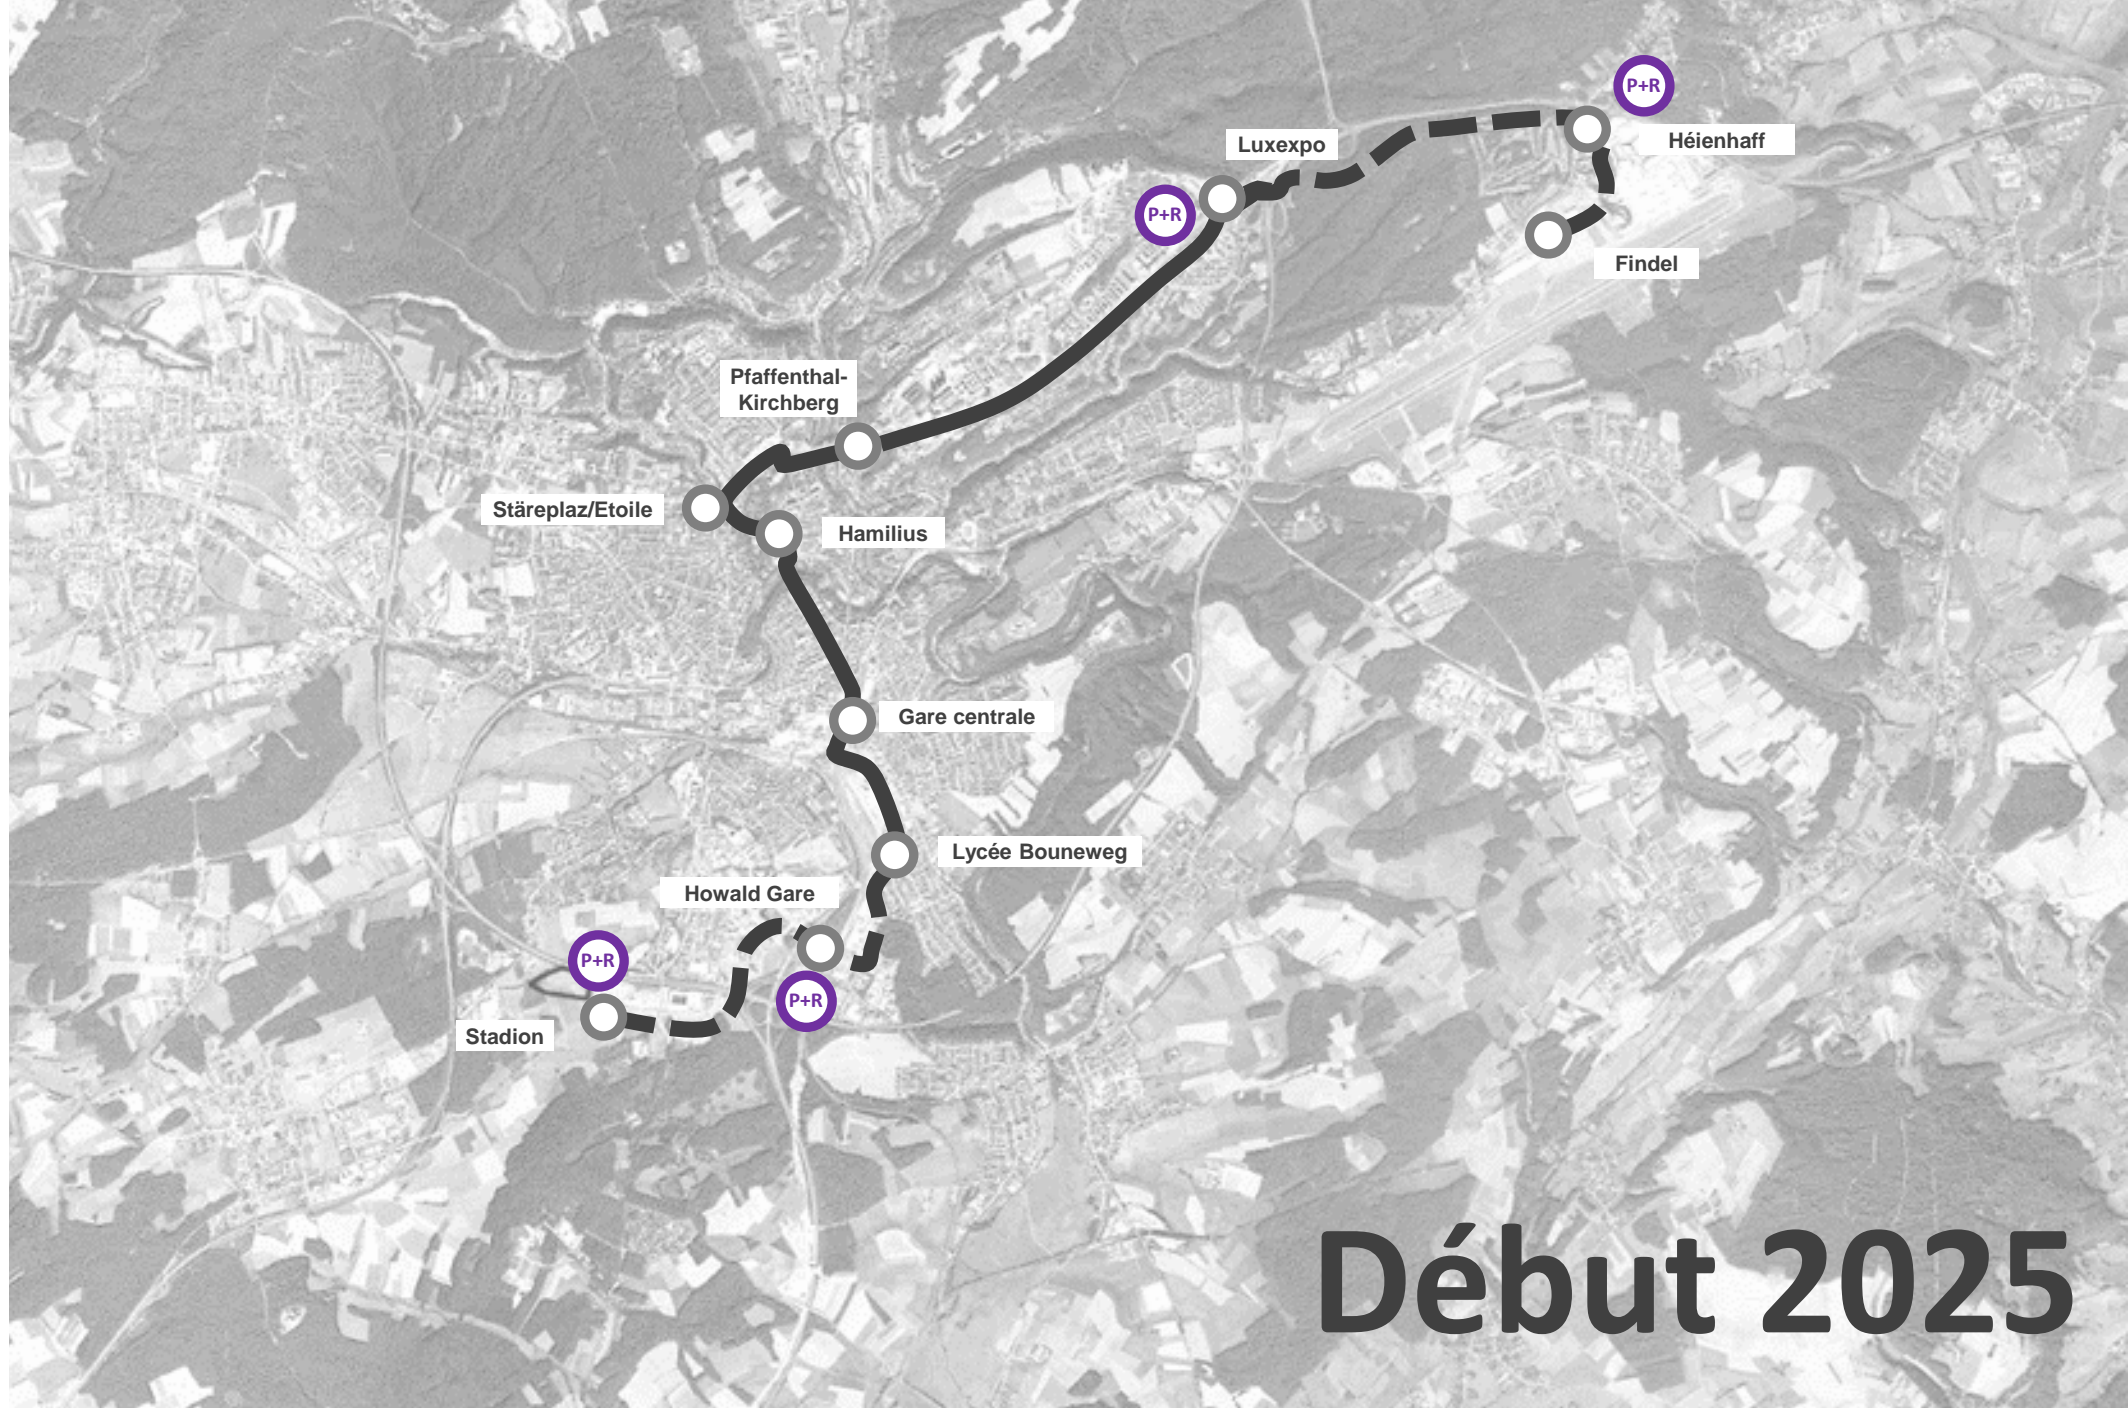 P+R
Héienhaff
Luxexpo
P+R
Findel
Pfaffenthal-
Kirchberg
Stäreplaz/Etoile
Hamilius
Gare centrale
Lycée Bouneweg
Howald Gare
P+R
P+R
Stadion
Début 2025